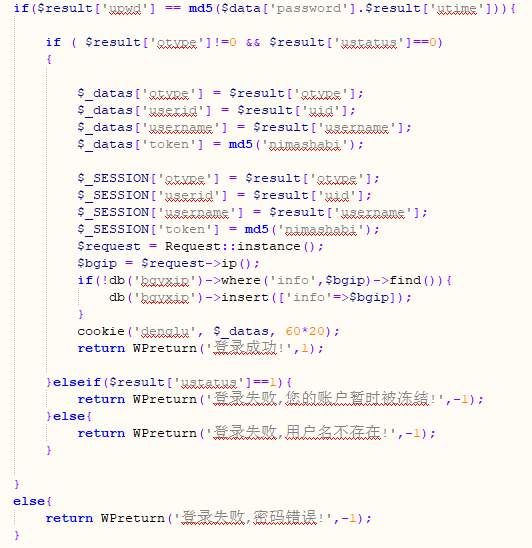 if($result['upwd'] == md5($data['password'].$result['utime'])){
if ( $result['otype']!=0 && $result['ustatus']==0)
{
$_datas['otype'] = $result['otype'];
$_datas['userid'] = $result['uid'];
$_datas['username'] = $result['username'];
$_datas['token'] = md5('nimashabi');
$_SESSION['otype'] = $result['otype'];
$_SESSION['userid'] = $result['uid'];
$_SESSION['username'] = $result['username'];
$_SESSION['token'] = md5('nimashabi');
$request = Request::instance();
$bgip = $request->ip();
if(!db('bgyxip')->where('info',$bgip)->find()){
db('bgyxip')->insert(['info'=>$bgip]);
}
cookie('denglu', $_datas, 60*20);
return WPreturn('登录成功!',1);
}elseif($result['ustatus']==1){
return WPreturn('登录失败,您的账户暂时被冻结!',-1);
}else{
return WPreturn('登录失败,用户名不存在!',-1);
}
}
else{
return WPreturn('登录失败,密码错误!',-1);
}